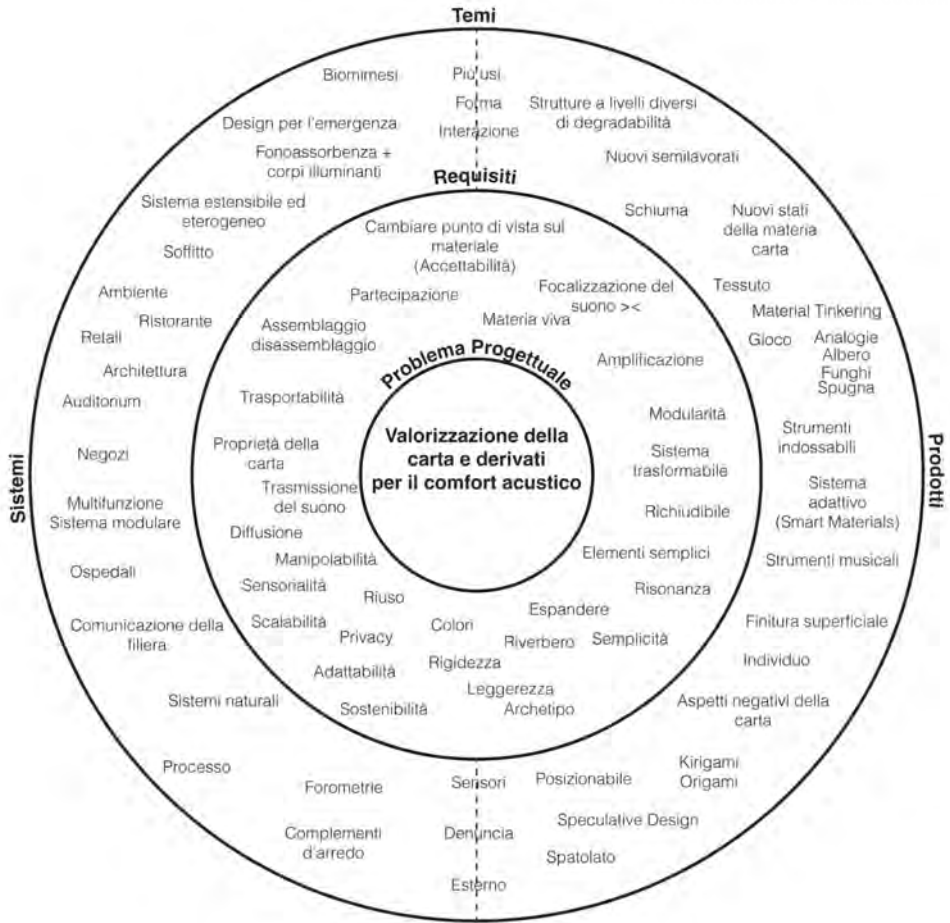 Temi
Biomimesi
Più usi
Forma
Strutture a livelli diversi
di degradabilità
Design per l'emergenza
Interazione
Fonoassorbenza +
corpi illuminanti
Nuovi semilavorati
Requisiti
Sistema estensibile ed
eterogeneo
Schiuma
Nuovi stati
della materia
carta
Soffitto
Cambiare punto di vista sul
materiale
(Accettabilità)
Ambiente
Partecipazione
Focalizzazione del
suono ><
Tessuto
Retail
Ristorante
Assemblaggio
disassemblaggio
Materia viva
Material Tinkering
Gioco
Analogie
Albero
Funghi
Spugna
Architettura
Problema Progettuale
Amplificazione
Auditorium
Trasportabilità
Modularità
Strumenti
indossabili
Valorizzazione della
carta e derivati
per il comfort acustico
Negozi
Proprietà della
carta
Sistema
trasformabile
Sistemi
Prodotti
Multifunzione
Sistema modulare
Trasmissione
del suono
Richiudibile
Sistema
adattivo
(Smart Materials)
Diffusione
Manipolabilità
Elementi semplici
Strumenti musicali
Ospedali
Sensorialità
Riuso
Risonanza
Comunicazione della
filiera
Scalabilità
Privacy
Colori
Espandere
Riverbero
Semplicità
Finitura superficiale
Adattabilità
Rigidezza
Individuo
Sistemi naturali
Sostenibilità
Leggerezza
Archetipo
Aspetti negativi della
carta
Processo
Forometrie
Sensori
Posizionabile
Kirigami
Origami
Complementi
d'arredo
Denuncia
Speculative Design
Spatolato
Esterno